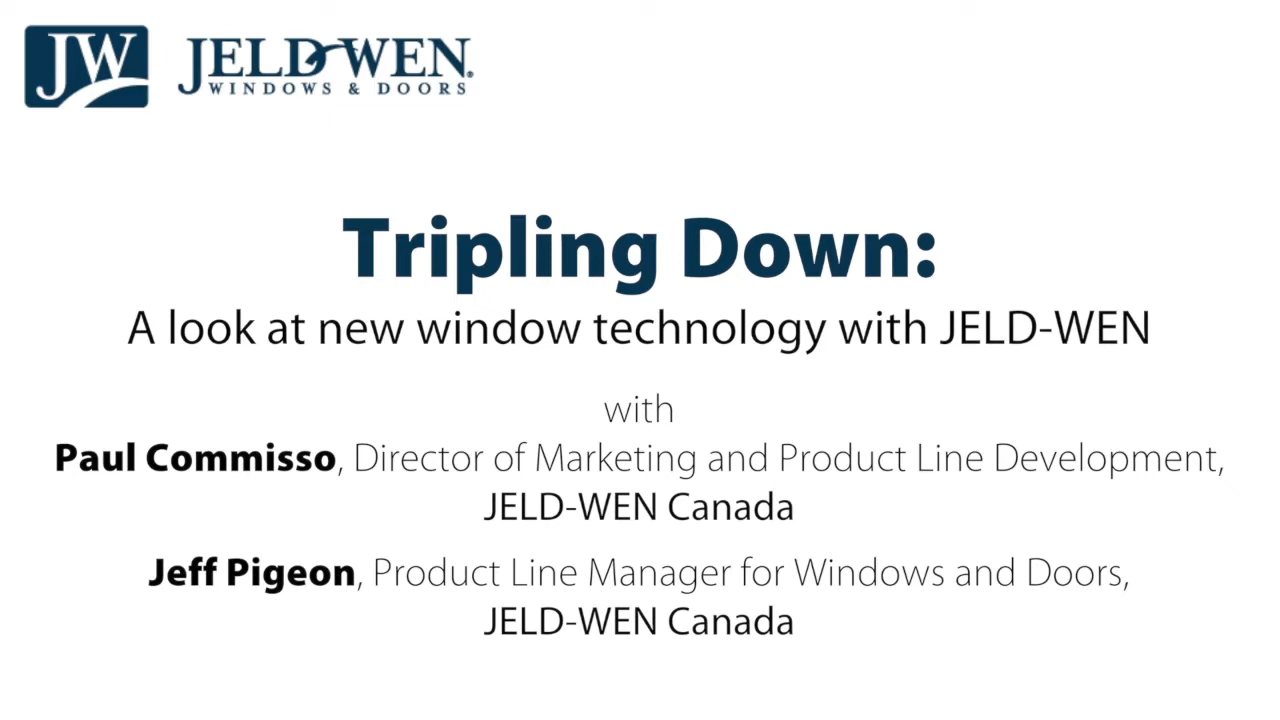 JW JELD-WEN®
WINDOWS & DOORS
Tripling Down:
A look at new window technology with JELD-WEN
with
Paul Commisso, Director of Marketing and Product Line Development,
JELD-WEN Canada
Jeff Pigeon, Product Line Manager for Windows and Doors,
JELD-WEN Canada